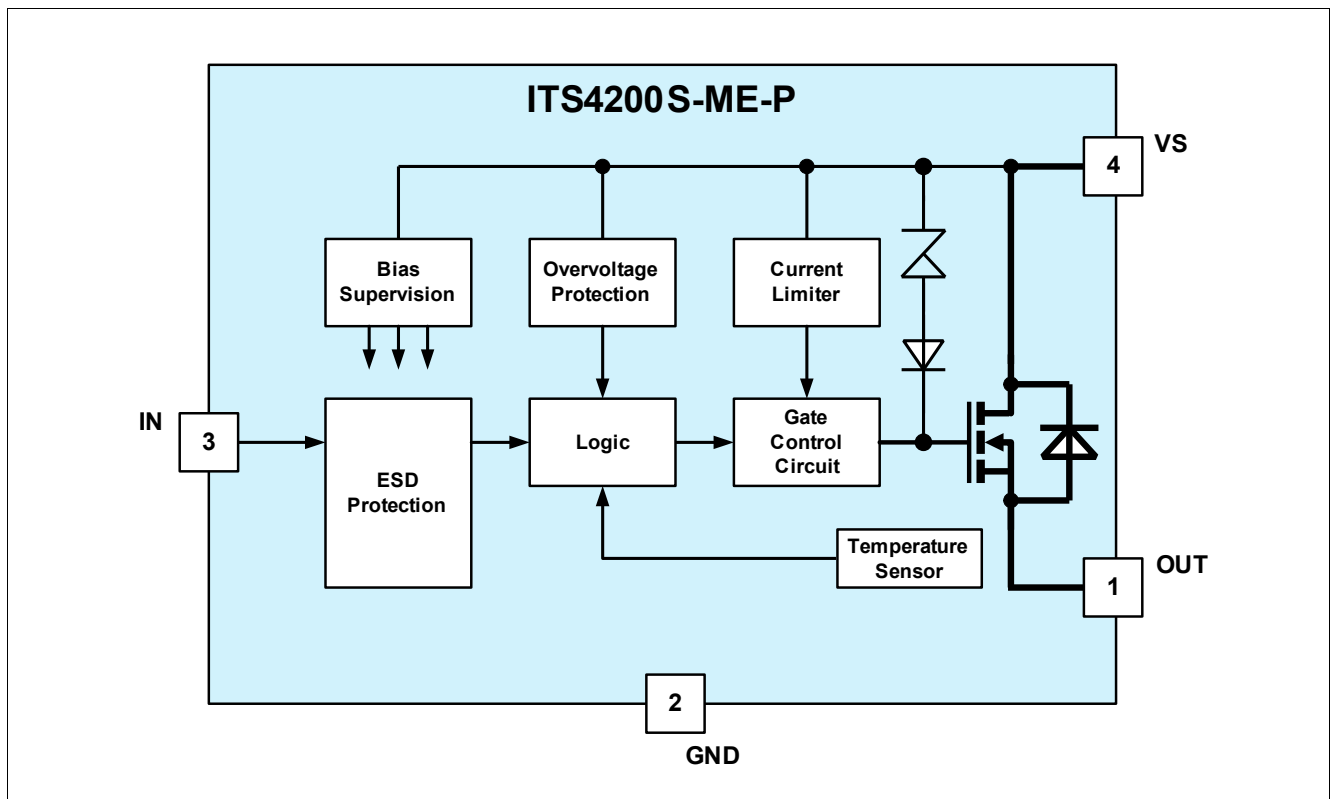 ITS4200S-ME-P
VS
4
Bias
Supervision
Overvoltage
Protection
Current
Limiter
IN
3
ESD
Protection
Logic
Gate
Control
Circuit
Temperature
Sensor
OUT
1
2
GND